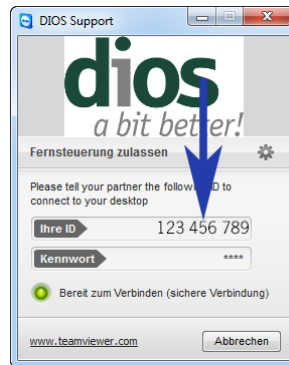 DIOS Support
dios
a bit better!
Fernsteuerung zulassen
Please tell your partner the follow D to
connect to your desktop
Ihre ID 123 456 789
Kennwort ****
Bereit zum Verbinden (sichere Verbindung)
www.teamviewer.com Abbrechen